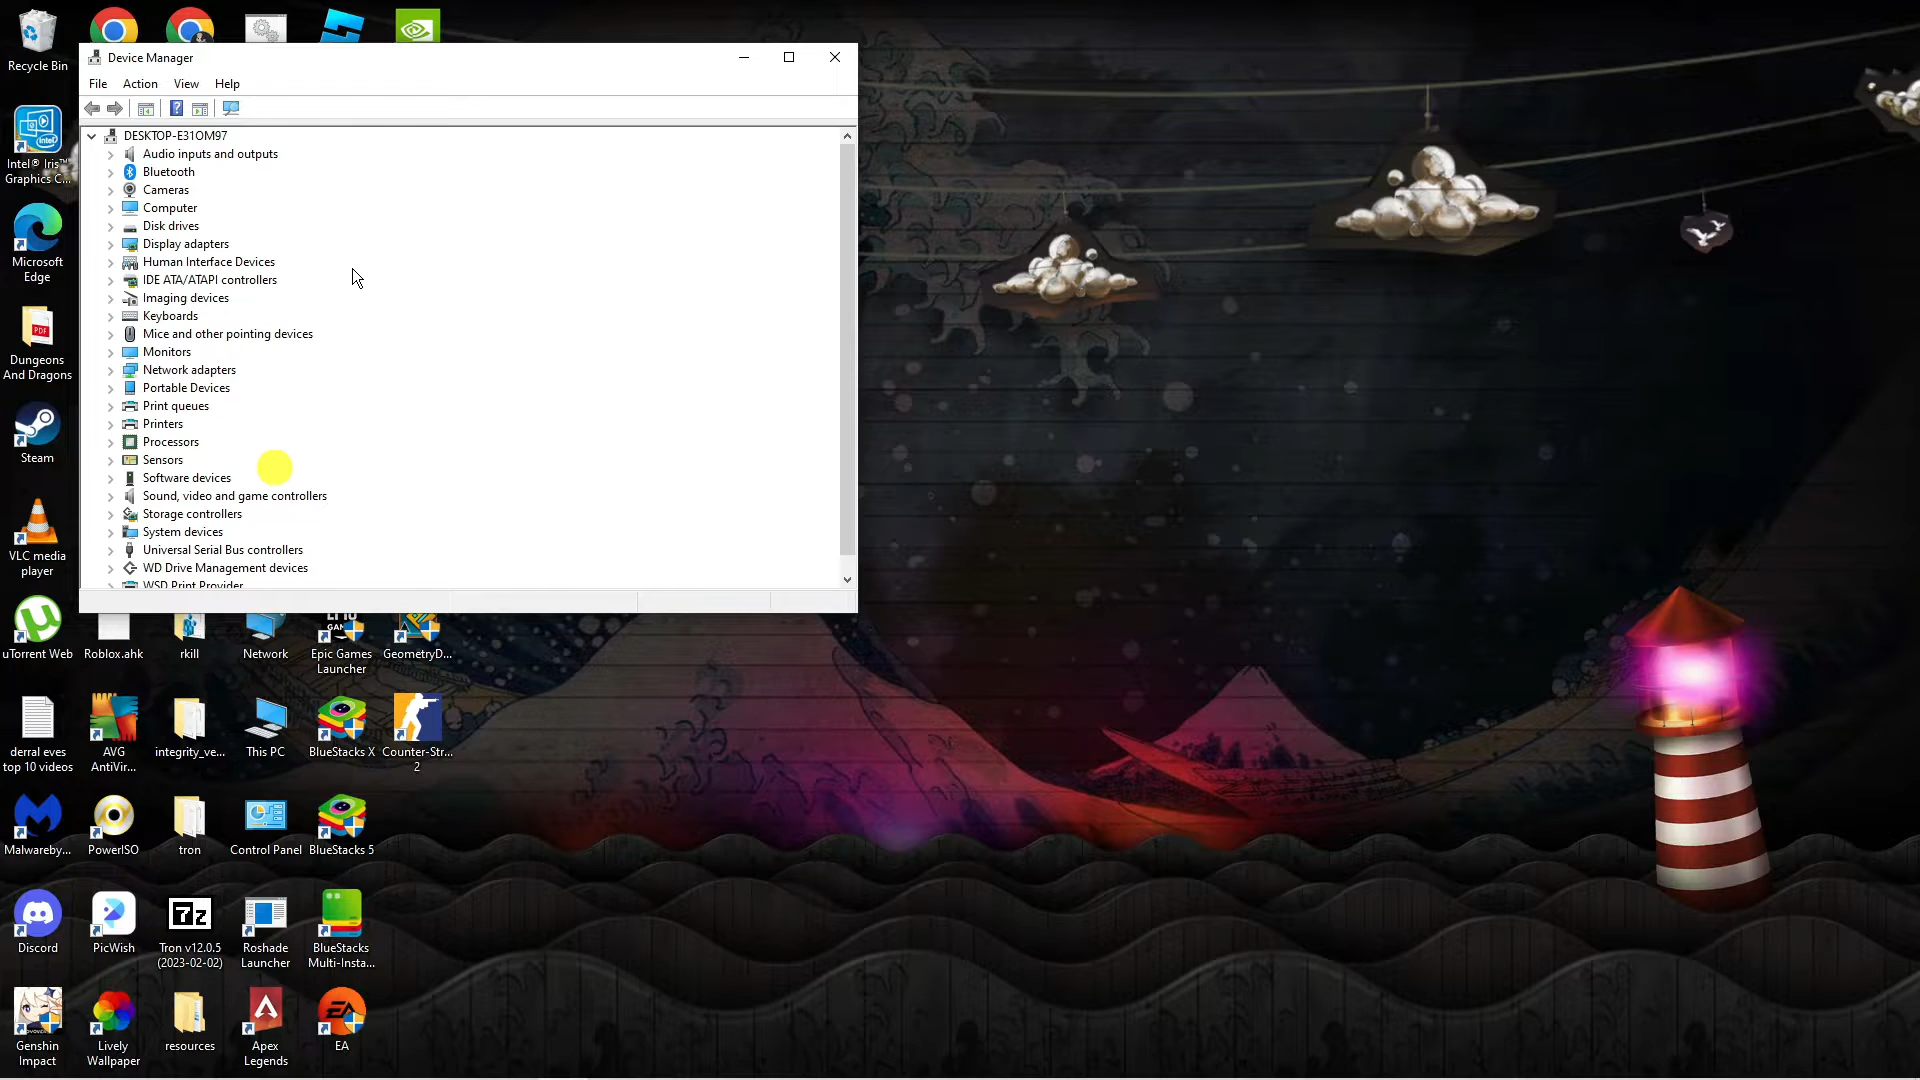 Recycle Bin
Device Manager
File Action View Help
DESKTOP-E31OM97
Audio inputs and outputs
Bluetooth
Cameras
Computer
Disk drives
Display adapters
Human Interface Devices
IDE ATA/ATAPI controllers
Imaging devices
Keyboards
Mice and other pointing devices
Monitors
Network adapters
Portable Devices
Print queues
Printers
Processors
Sensors
Software devices
Sound, video and game controllers
Storage controllers
System devices
Universal Serial Bus controllers
WD Drive Management devices
WSD Print Provider
intel
Intel® Iris™
Graphics C...
Microsoft
Edge
PDF
Dungeons
And Dragons
Steam
VLC media
player
uTorrent Web
Roblox.ahk
rkill
Network
Epic Games
Launcher
GeometryD...
derral eves
top 10 videos
AVG
AntiVir...
integrity_ve...
This PC
BlueStacks X
Counter-Str...
2
Malwareby...
PowerISO
tron
Control Panel
BlueStacks 5
Discord
PicWish
7z
Tron v12.0.5
(2023-02-02)
Roshade
Launcher
BlueStacks
Multi-Insta...
Genshin
Impact
Lively
Wallpaper
resources
Apex
Legends
EA
EA